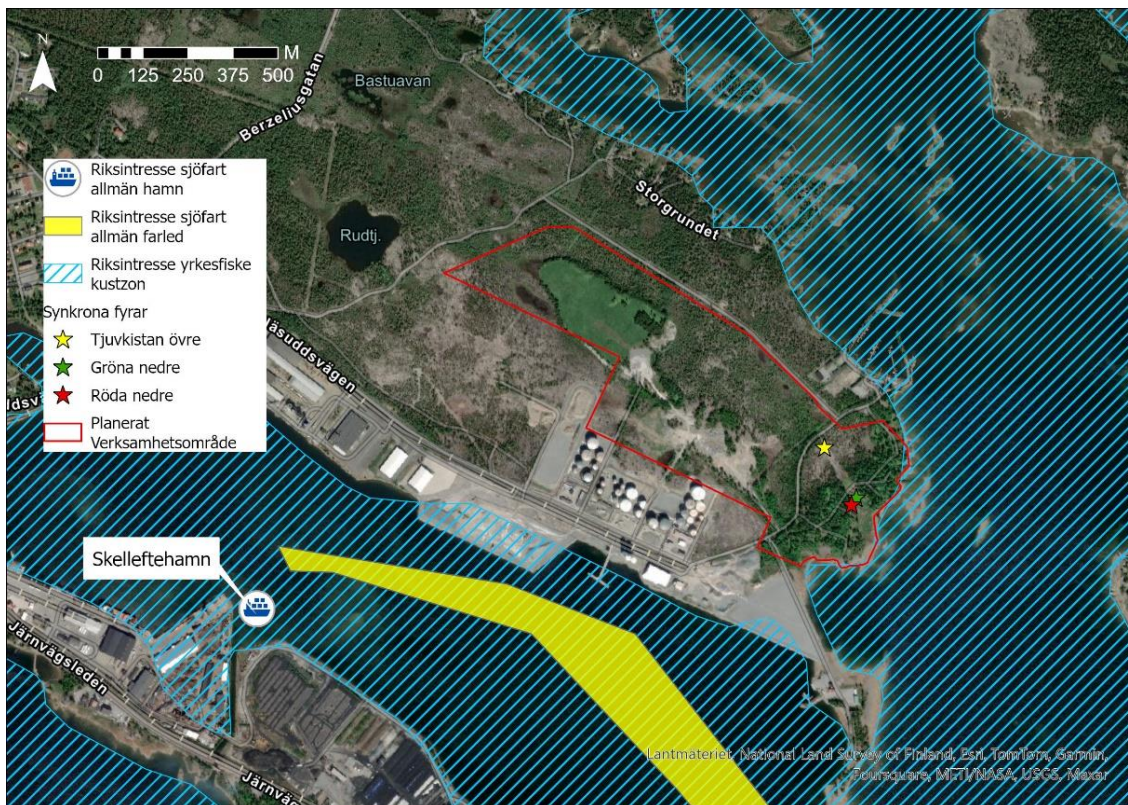 N
M
0 125 250 375 500
Bastuavan
Berzeliusgatan
Riksintresse sjöfart
allmän hamn
Riksintresse sjöfart
allmän farled
Riksintresse yrkesfiske
kustzon
Synkrona fyrar
Tjuvkistan övre
Gröna nedre
Röda nedre
Planerat
Verksamhetsområde
Storgrundet
Rudtj.
Skelleftehamn
Järnvägsleden
Järnvägsleden
Lantmäteriet, National Land Survey of Finland, Esri, TomTom, Garmin,
Foursquare, METI/NASA, USGS, Maxar